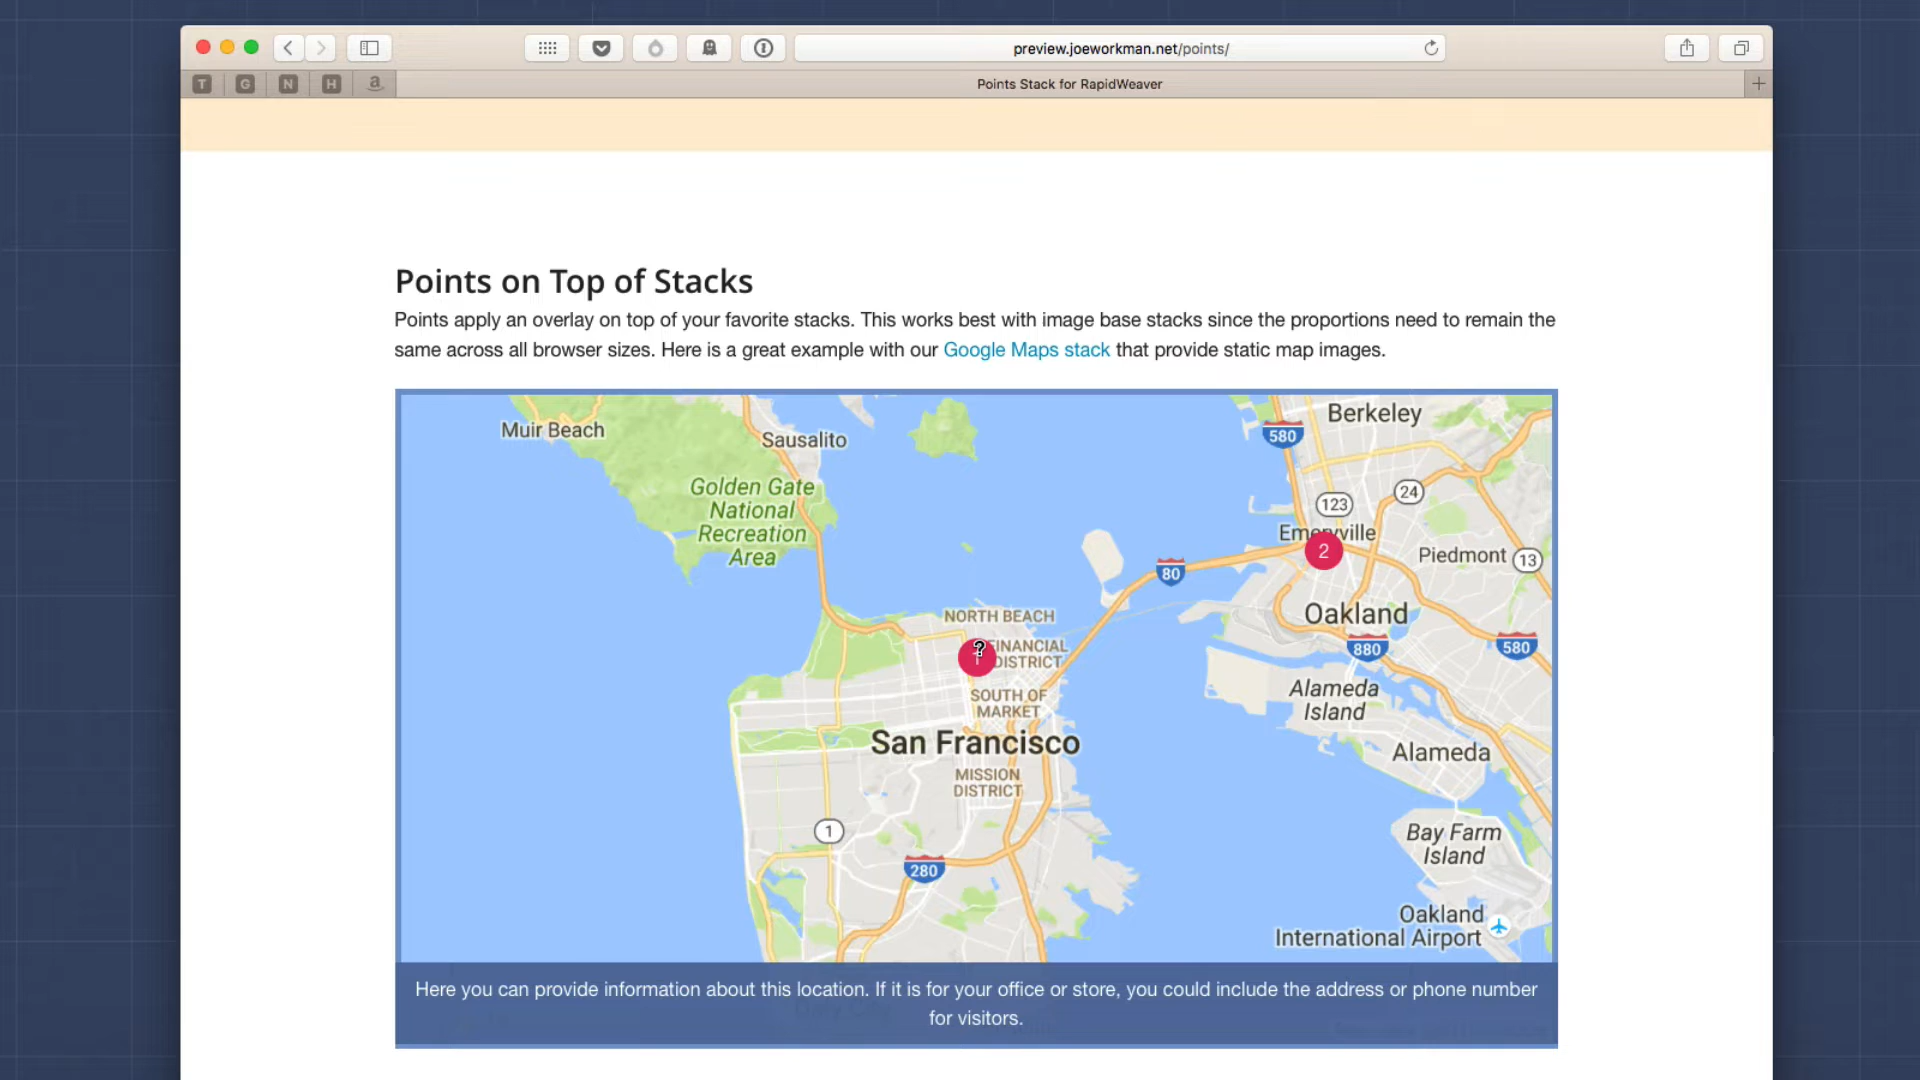 preview.joeworkman.net/points/
T G N H a
Points Stack for RapidWeaver
Points on Top of Stacks
Points apply an overlay on top of your favorite stacks. This works best with image base stacks since the proportions need to remain the
same across all browser sizes. Here is a great example with our Google Maps stack that provide static map images.
Berkeley
Muir Beach
Sausalito
580
Golden Gate
National
Recreation
Area
24
123
Emeryville
2
Piedmont
13
80
NORTH BEACH
Oakland
FINANCIAL
DISTRICT
1
?
880
580
SOUTH OF
MARKET
Alameda
Island
San Francisco
Alameda
MISSION
DISTRICT
1
Bay Farm
Island
280
Oakland
International Airport
Here you can provide information about this location. If it is for your office or store, you could include the address or phone number
for visitors.